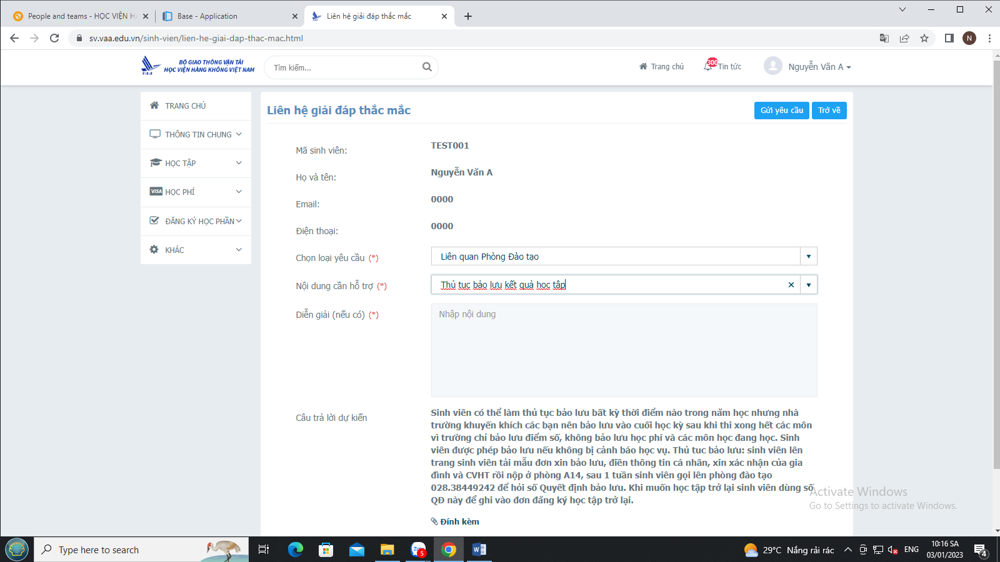 People and teams - HỌC VIỆN H
Base - Application
Liên hệ giải đáp thắc mắc
sv.vaa.edu.vn/sinh-vien/lien-he-giai-dap-thac-mac.html
N
VAA
BỘ GIAO THÔNG VẬN TẢI
HỌC VIỆN HÀNG KHÔNG VIỆT NAM
Tìm kiếm...
Trang chủ
300
Tin tức
Nguyễn Văn A
TRANG CHỦ
THÔNG TIN CHUNG
HỌC TẬP
VISA HỌC PHÍ
ĐĂNG KÝ HỌC PHẦN
KHÁC
Liên hệ giải đáp thắc mắc
Gửi yêu cầu
Trở về
Mã sinh viên:
TEST001
Họ và tên:
Nguyễn Văn A
Email:
0000
Điện thoại:
0000
Chọn loại yêu cầu (*)
Liên quan Phòng Đào tạo
Nội dung cần hỗ trợ (*)
Thủ tục bảo lưu kết quả học tập
Diễn giải (nếu có) (*)
Nhập nội dung
Câu trả lời dự kiến
Sinh viên có thể làm thủ tục bảo lưu bất kỳ thời điểm nào trong năm học nhưng nhà
trường khuyến khích các bạn nên bảo lưu vào cuối học kỳ sau khi thi xong hết các môn
vì trường chỉ bảo lưu điểm số, không bảo lưu học phí và các môn học đang học. Sinh
viên được phép bảo lưu nếu không bị cảnh báo học vụ. Thủ tuc bảo lưu: sinh viên lên
trang sinh viên tải mẫu đơn xin bảo lưu, điền thông tin cá nhân, xin xác nhận của gia
đình và CVHT rồi nộp ở phòng A14, sau 1 tuần sinh viên gọi lên phòng đào tạo
028.38449242 để hỏi số Quyết định bảo lưu. Khi muốn học tập trở lại sinh viên dùng số
QĐ này để ghi vào đơn đăng ký học tập trở lại.
Đính kèm
Activate Windows
Go to Settings to activate Windows.
Type here to search
5
29°C Nắng rải rác
ENG
10:16 SA
03/01/2023
4